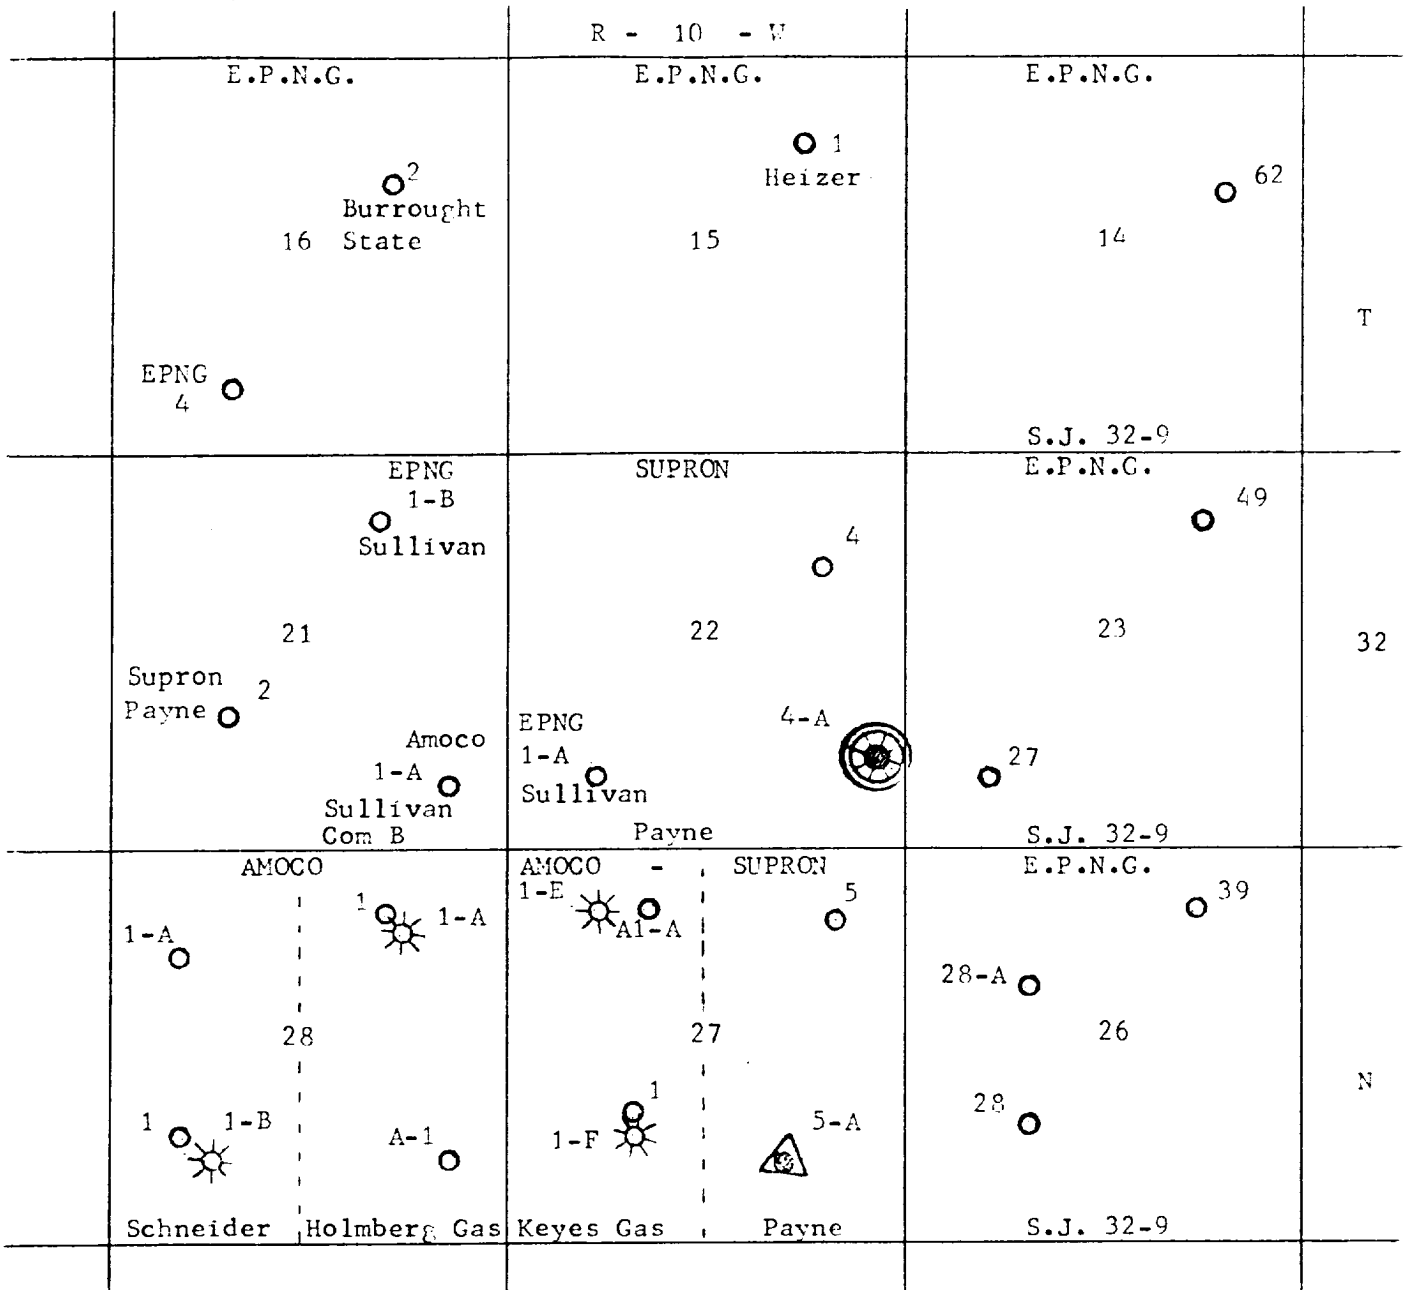 R - 10 - W
E.P.N.G.
E.P.N.G.
E.P.N.G.
2
Burrought
State
16
1
Heizer
15
62
14
T
EPNG
4
S.J. 32-9
EPNG
1-B
Sullivan
21
Supron
Payne
2
Amoco
1-A
Sullivan
Com B
SUPRON
4
22
4-A
EPNG
1-A
Sullivan
Payne
E.P.N.G.
49
23
27
S.J. 32-9
32
AMOCO
1-A
1
1-A
28
1
1-B
A-1
Schneider
Holmberg Gas
AMOCO - SUPRON
1-E
A1-A
5
27
1
1-F
5-A
Keyes Gas
Payne
E.P.N.G.
39
28-A
26
28
S.J. 32-9
N